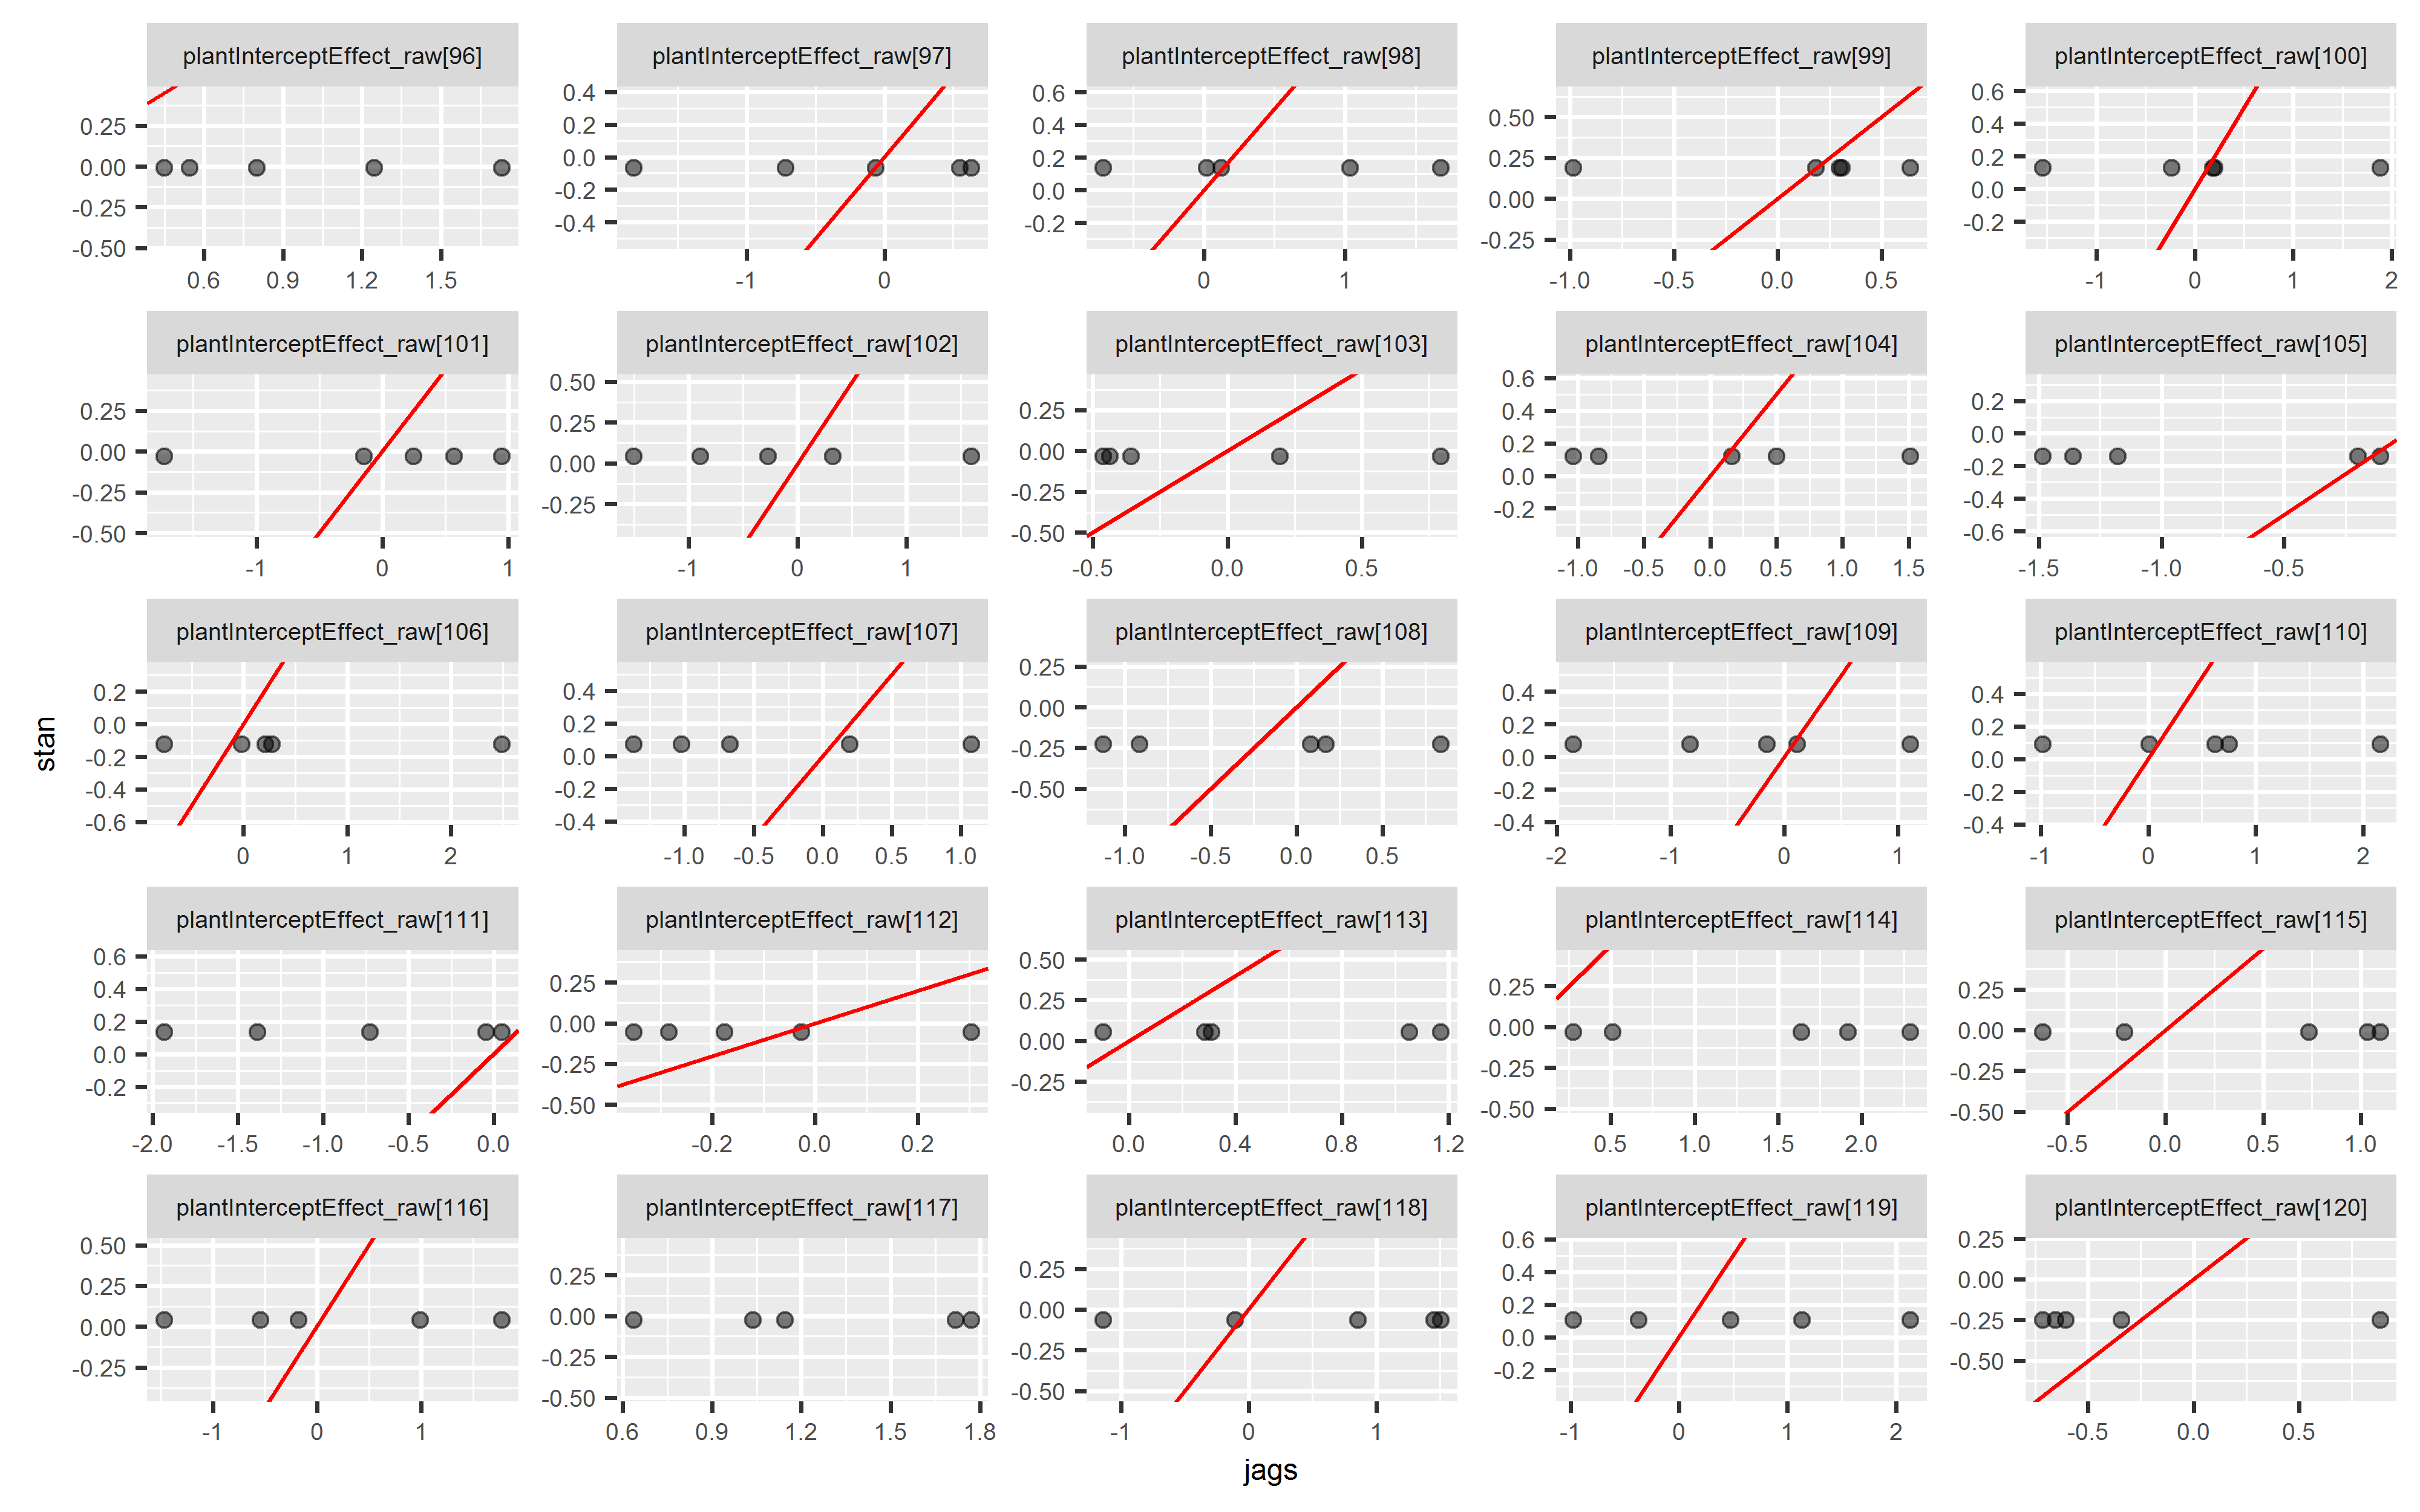 plantInterceptEffect_raw[96] plantInterceptEffect_raw[97] plantInterceptEffect_raw[98] plantInterceptEffect_raw[99] plantInterceptEffect_raw[100]
0.25 0.00 -0.25 -0.50
0.4 0.2 0.0 -0.2 -0.4
0.6 0.4 0.2 0.0 -0.2
0.50 0.25 0.00 -0.25
0.6 0.4 0.2 0.0 -0.2
0.6 0.9 1.2 1.5
-1 0
0 1
-1.0 -0.5 0.0 0.5
-1 0 1 2
plantInterceptEffect_raw[101] plantInterceptEffect_raw[102] plantInterceptEffect_raw[103] plantInterceptEffect_raw[104] plantInterceptEffect_raw[105]
0.25 0.00 -0.25 -0.50
0.50 0.25 0.00 -0.25
0.25 0.00 -0.25 -0.50
0.6 0.4 0.2 0.0 -0.2
0.2 0.0 -0.2 -0.4 -0.6
-1 0 1
-1 0 1
-0.5 0.0 0.5
-1.0 -0.5 0.0 0.5 1.0 1.5
-1.5 -1.0 -0.5
plantInterceptEffect_raw[106] plantInterceptEffect_raw[107] plantInterceptEffect_raw[108] plantInterceptEffect_raw[109] plantInterceptEffect_raw[110]
0.2 0.0 -0.2 -0.4 -0.6
0.4 0.2 0.0 -0.2 -0.4
0.25 0.00 -0.25 -0.50
0.4 0.2 0.0 -0.2 -0.4
0.4 0.2 0.0 -0.2 -0.4
0 1 2
-1.0 -0.5 0.0 0.5 1.0
-1.0 -0.5 0.0 0.5
-2 -1 0 1
-1 0 1 2
stan
plantInterceptEffect_raw[111] plantInterceptEffect_raw[112] plantInterceptEffect_raw[113] plantInterceptEffect_raw[114] plantInterceptEffect_raw[115]
0.6 0.4 0.2 0.0 -0.2
0.25 0.00 -0.25 -0.50
0.50 0.25 0.00 -0.25
0.25 0.00 -0.25 -0.50
0.25 0.00 -0.25 -0.50
-2.0 -1.5 -1.0 -0.5 0.0
-0.2 0.0 0.2
0.0 0.4 0.8 1.2
0.5 1.0 1.5 2.0
-0.5 0.0 0.5 1.0
plantInterceptEffect_raw[116] plantInterceptEffect_raw[117] plantInterceptEffect_raw[118] plantInterceptEffect_raw[119] plantInterceptEffect_raw[120]
0.50 0.25 0.00 -0.25
0.25 0.00 -0.25 -0.50
0.25 0.00 -0.25 -0.50
0.6 0.4 0.2 0.0 -0.2
0.25 0.00 -0.25 -0.50
-1 0 1
0.6 0.9 1.2 1.5 1.8
-1 0 1
-1 0 1 2
-0.5 0.0 0.5
jags